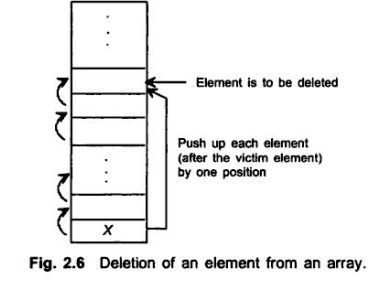 Element is to be deleted
Push up each element
(after the victim element)
by one position
X
Fig. 2.6 Deletion of an element from an array.